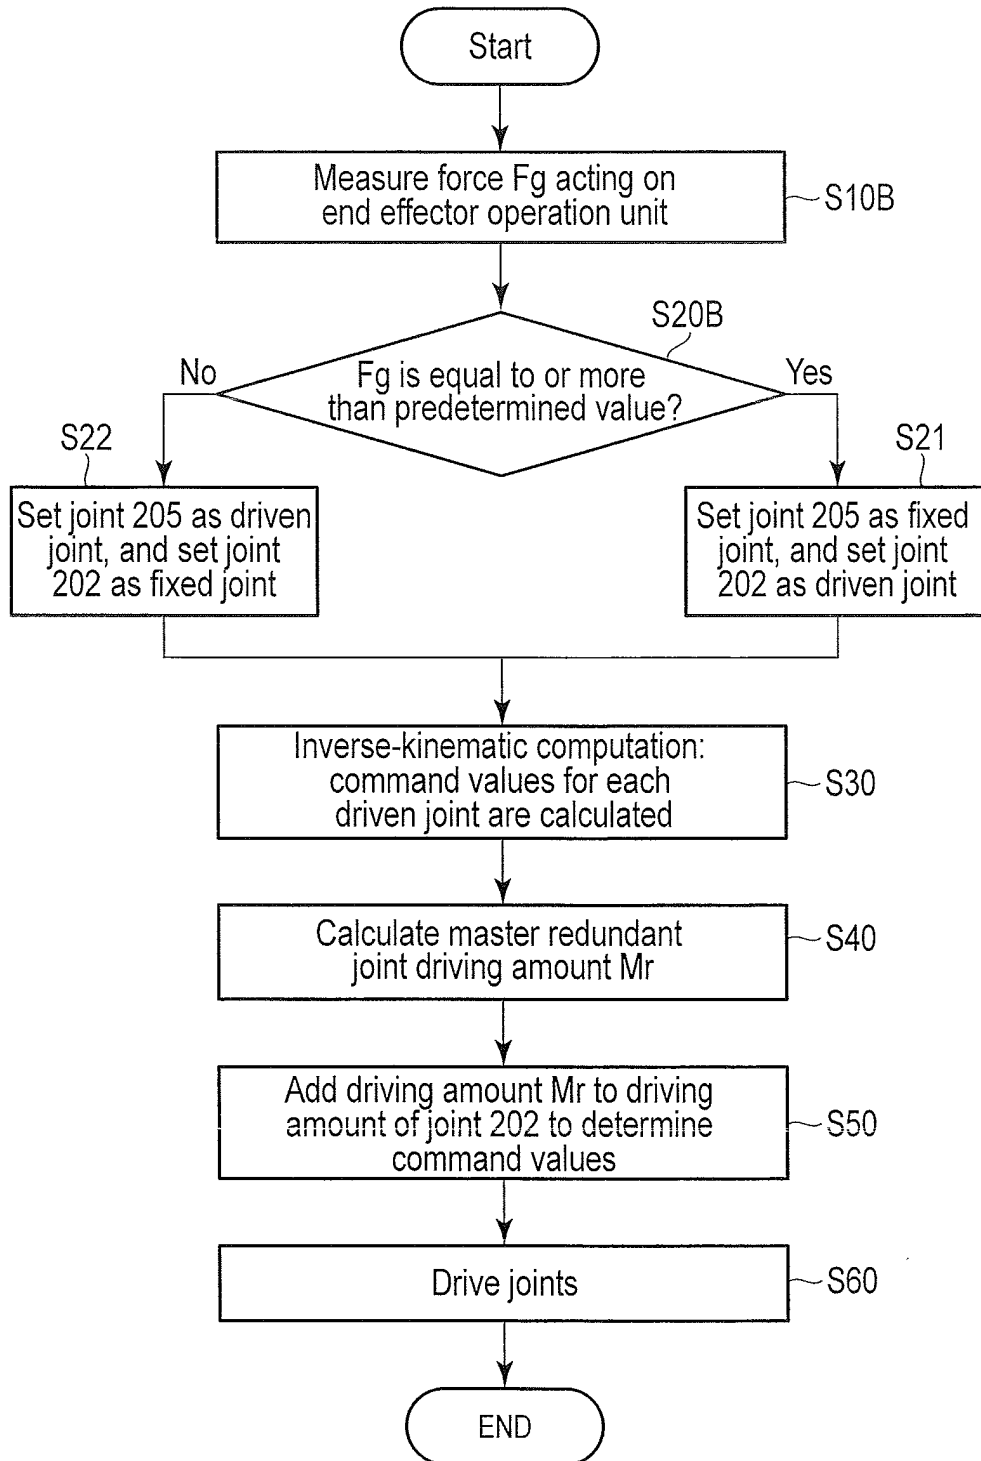 Start
Measure force Fg acting on
end effector operation unit
S10B
S20B
Fg is equal to or more
than predetermined value?
No
Yes
S22
S21
Set joint 205 as driven
joint, and set joint
202 as fixed joint
Set joint 205 as fixed
joint, and set joint
202 as driven joint
Inverse-kinematic computation:
command values for each
driven joint are calculated
S30
Calculate master redundant
joint driving amount Mr
S40
Add driving amount Mr to driving
amount of joint 202 to determine
command values
S50
Drive joints
S60
END